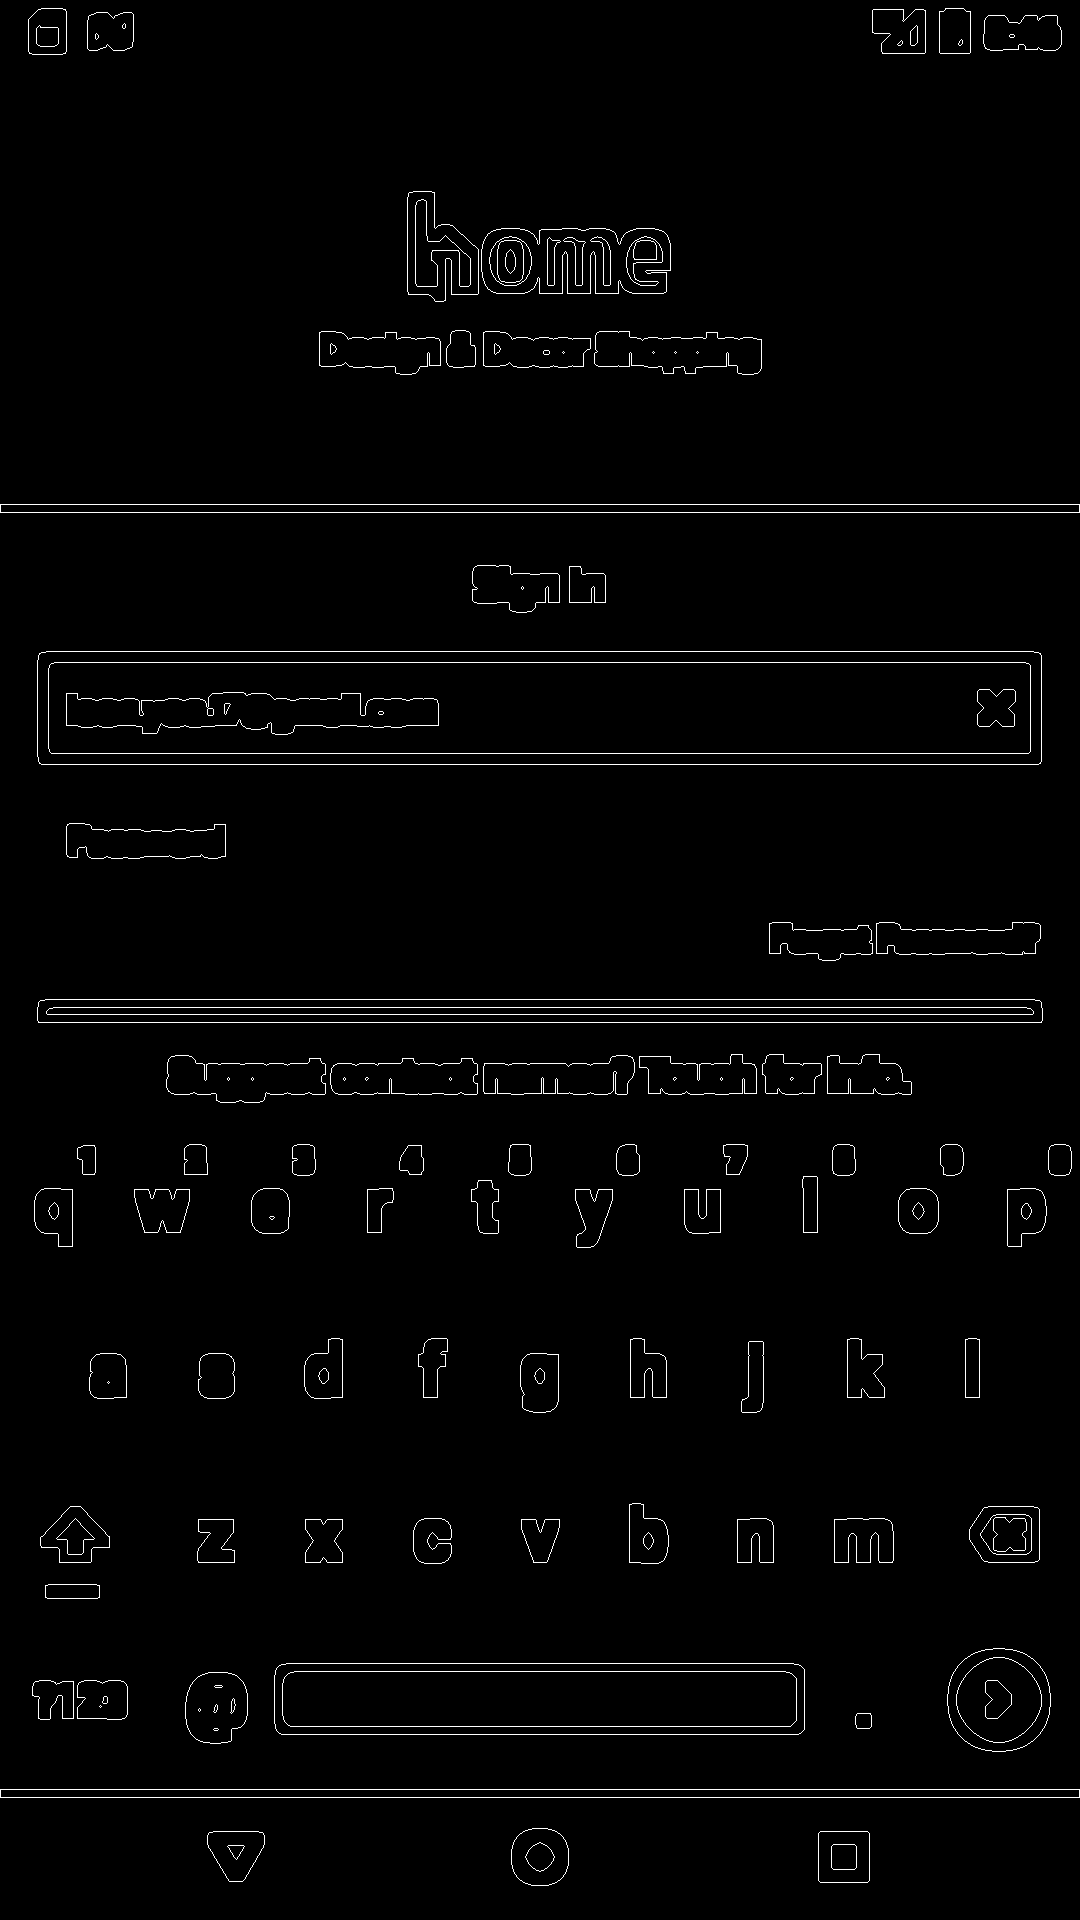 home
Design & Decor Shopping
Sign In
Password
Forgot Password?
Suggest contact names? Touch for info.
1 2 3 4 5 6 7 8 9 0
q w e r t y u i o p
a s d f g h j k l
z x c v b n m
?123 @ .